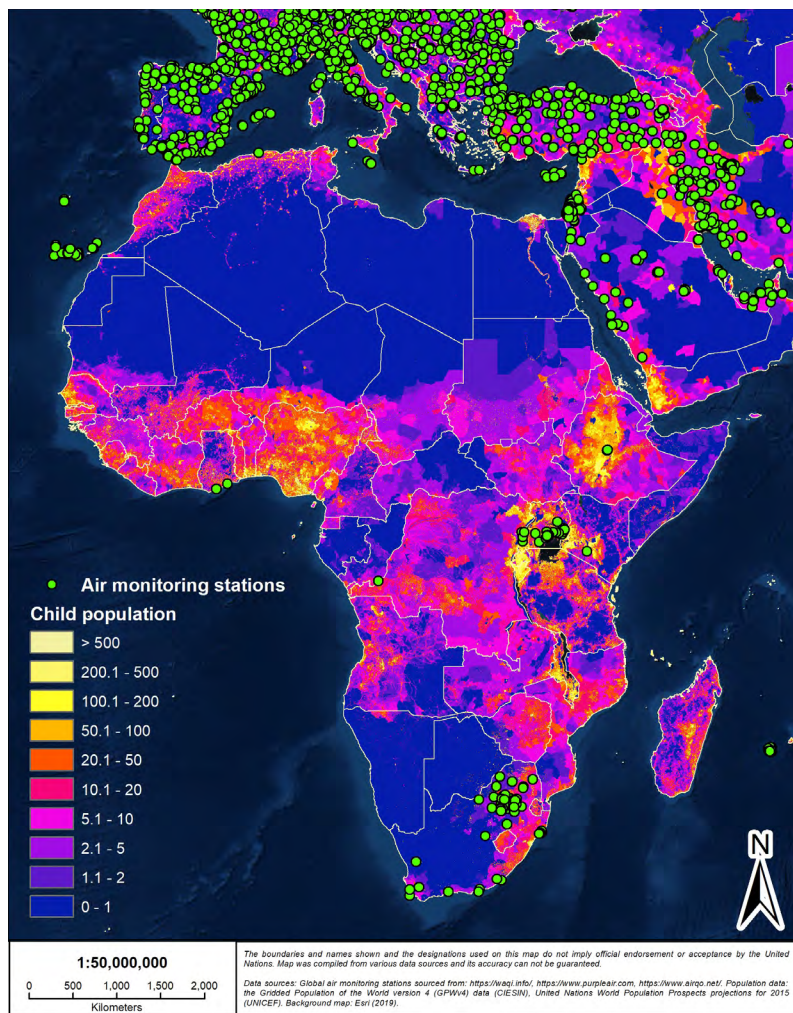 Air monitoring stations
Child population
> 500
200.1 - 500
100.1 - 200
50.1 - 100
20.1 - 50
10.1 - 20
5.1 - 10
2.1 - 5
1.1 - 2
0 - 1
N
1:50,000,000
0 500 1,000 2,000
Kilometers
The boundaries and names shown and the designations used on this map do not imply official endorsement or acceptance by the United
Nations. Map was compiled from various data sources and its accuracy can not be guaranteed.
Data sources: Global air monitoring stations sourced from: https://waqi.info/, https://www.purpleair.com, https://www.airqo.net/. Population data:
the Gridded Population of the World version 4 (GPWv4) data (CIESIN), United Nations World Population Prospects projections for 2015
(UNICEF). Background map: Esri (2019).